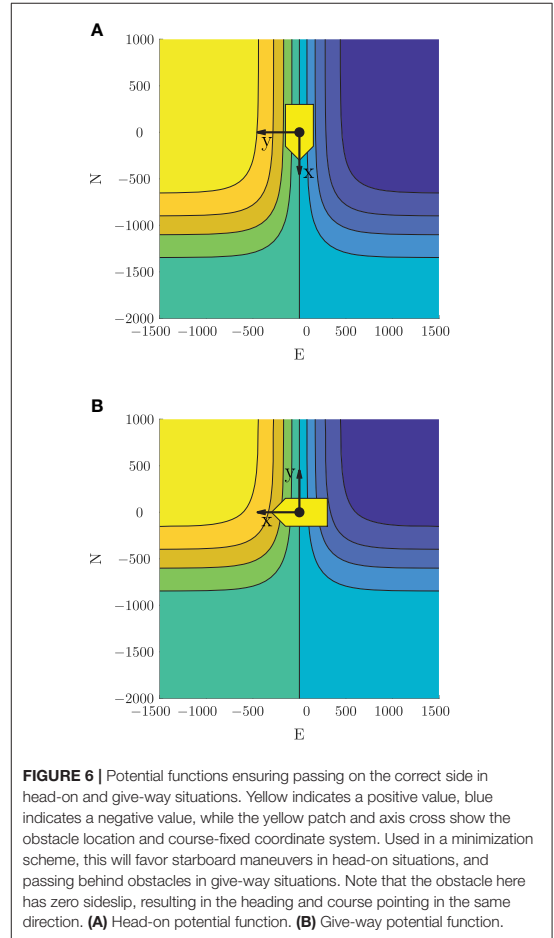 A
1000
500
0
−500
−1000
−1500
−2000
N
y
x
−1500 −1000 −500 0 500 1000 1500
E
B
1000
500
0
−500
−1000
−1500
−2000
N
y
x
−1500 −1000 −500 0 500 1000 1500
E
FIGURE 6 | Potential functions ensuring passing on the correct side in
head-on and give-way situations. Yellow indicates a positive value, blue
indicates a negative value, while the yellow patch and axis cross show the
obstacle location and course-fixed coordinate system. Used in a minimization
scheme, this will favor starboard maneuvers in head-on situations, and
passing behind obstacles in give-way situations. Note that the obstacle here
has zero sideslip, resulting in the heading and course pointing in the same
direction. (A) Head-on potential function. (B) Give-way potential function.